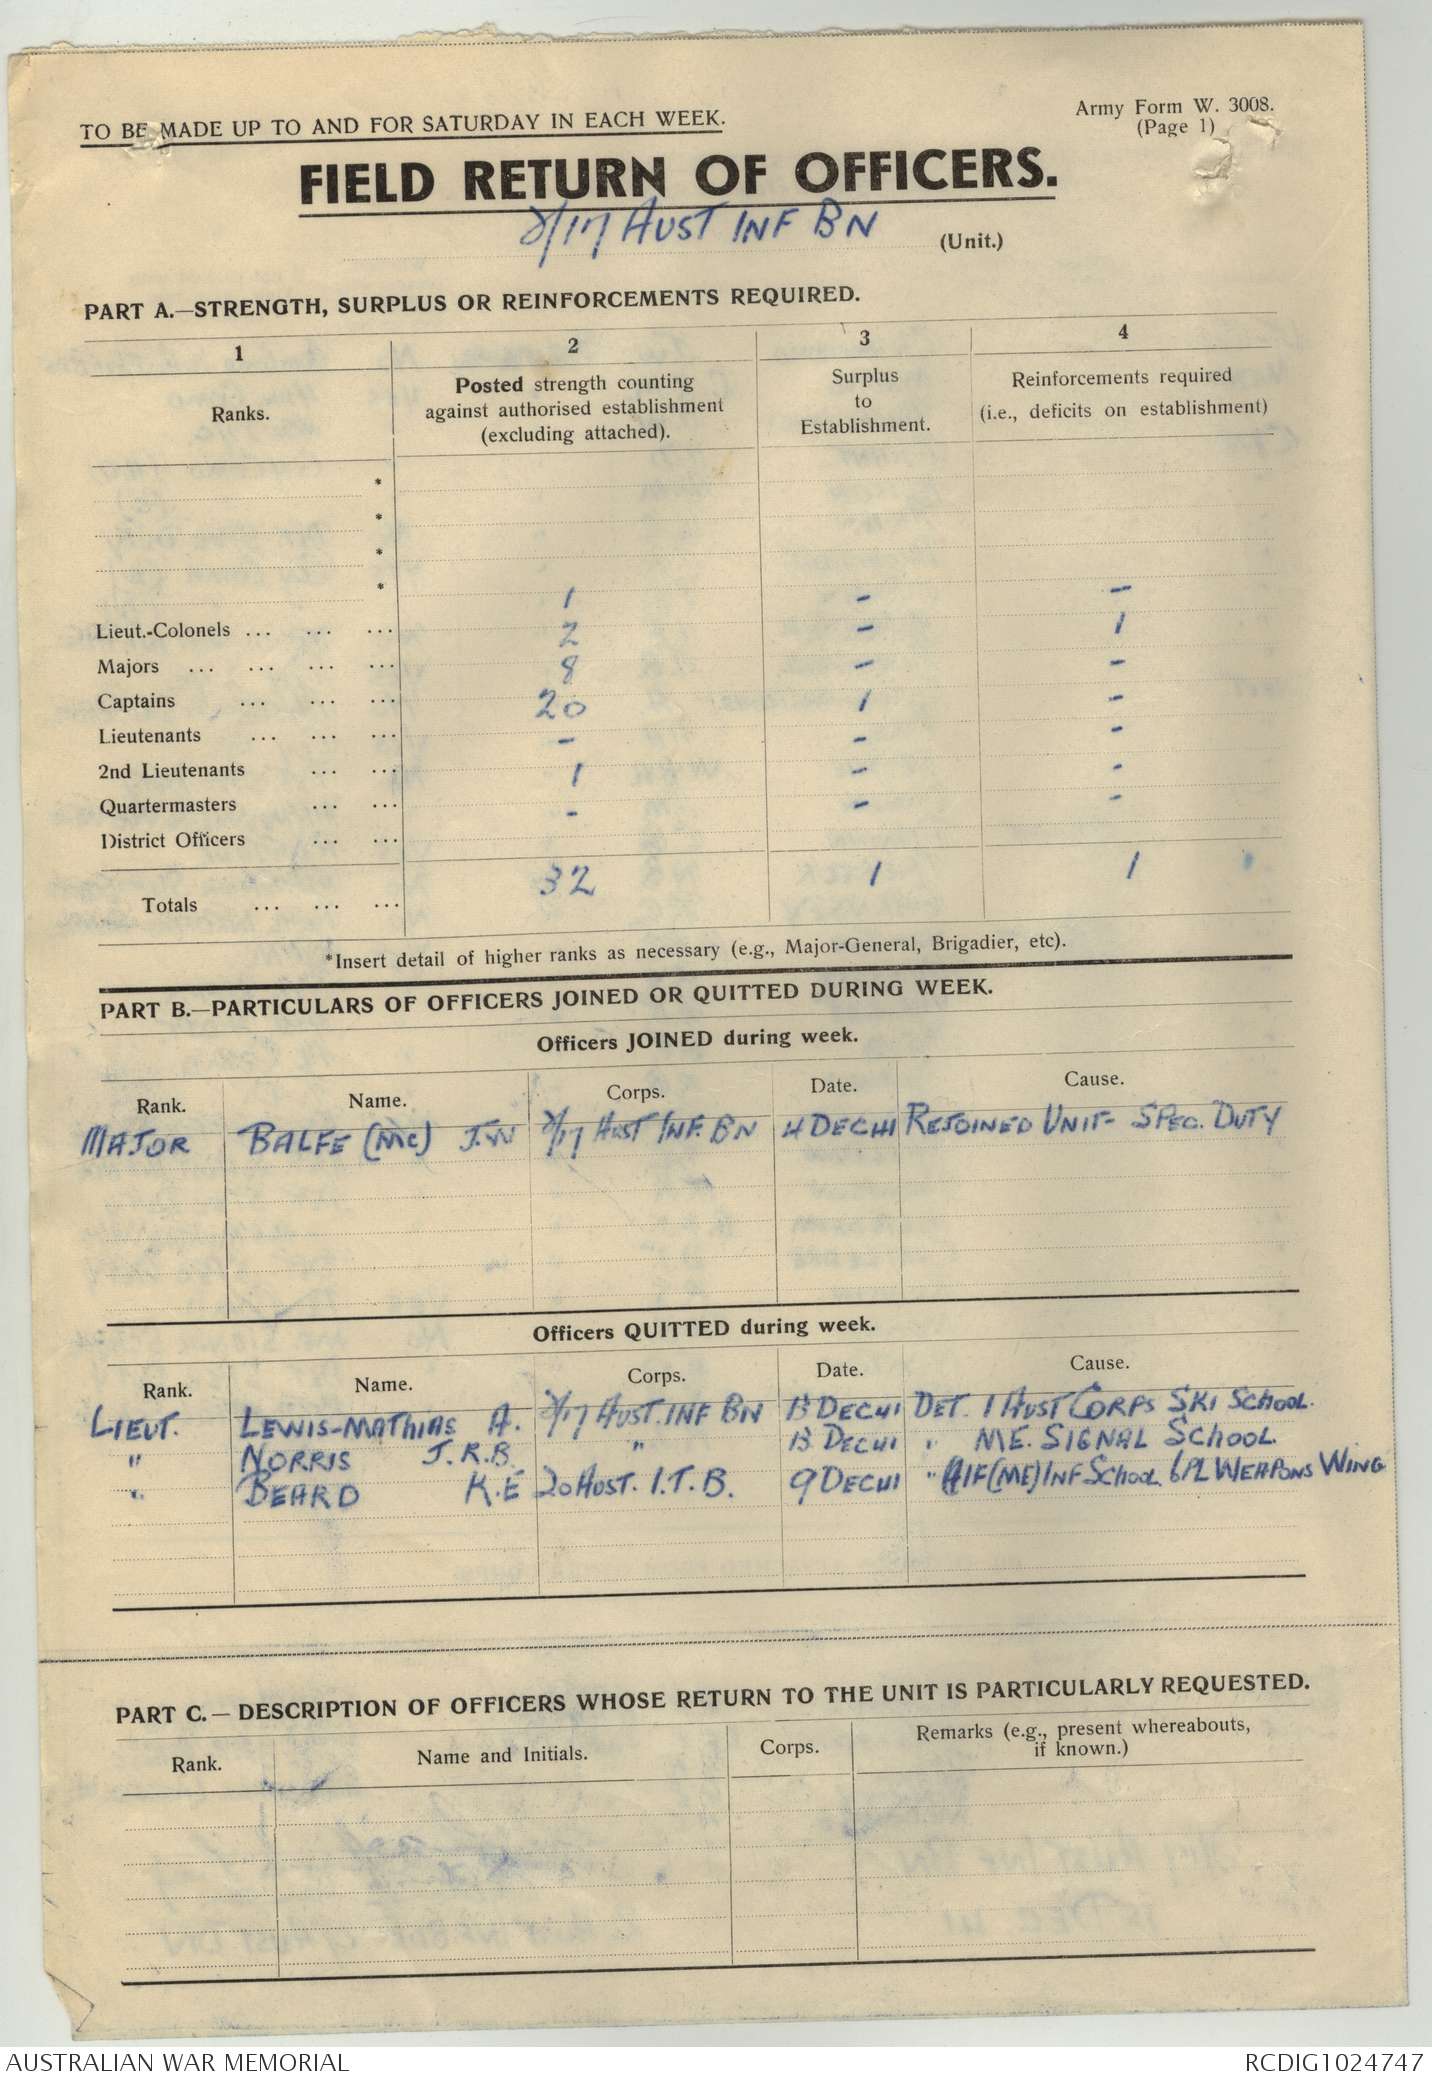 TO BE MADE UP TO AND FOR SATURDAY IN EACH WEEK.
Army Form W. 3008.
(Page 1)
FIELD RETURN OF OFFICERS.
2/17 AUST INF BN (Unit.)
PART A.—STRENGTH, SURPLUS OR REINFORCEMENTS REQUIRED.
1 2 3 4
Ranks. Posted strength counting against authorised establishment (excluding attached). Surplus to Establishment. Reinforcements required (i.e., deficits on establishment)
*
*
*
*
Lieut.-Colonels ... ... ... 1 - -
Majors ... ... ... ... 2 - 1
Captains ... ... ... 8 - -
Lieutenants ... ... ... 20 1 -
2nd Lieutenants ... ... - - -
Quartermasters ... ... 1 - -
District Officers ... ... - - -
Totals ... ... ... 32 1 1
*Insert detail of higher ranks as necessary (e.g., Major-General, Brigadier, etc).
PART B.—PARTICULARS OF OFFICERS JOINED OR QUITTED DURING WEEK.
Officers JOINED during week.
Rank. Name. Corps. Date. Cause.
MAJOR BALFE (Mc) J.W 2/17 AUST INF. BN 4 DEC41 REJOINED UNIT- SPEC. DUTY
Officers QUITTED during week.
Rank. Name. Corps. Date. Cause.
LIEUT. LEWIS-MATHIAS A. 2/17 AUST. INF BN 13 DEC41 DET. 1 AUST CORPS SKI SCHOOL.
" NORRIS J.R.B. " 13 DEC41 " ME. SIGNAL SCHOOL.
" BEARD K.E 20 AUST. I.T.B. 9 DEC41 " AIF(ME) INF SCHOOL. 6 PL WEAPONS WING
PART C.—DESCRIPTION OF OFFICERS WHOSE RETURN TO THE UNIT IS PARTICULARLY REQUESTED.
Rank. Name and Initials. Corps. Remarks (e.g., present whereabouts, if known.)
AUSTRALIAN WAR MEMORIAL
RCDIG1024747